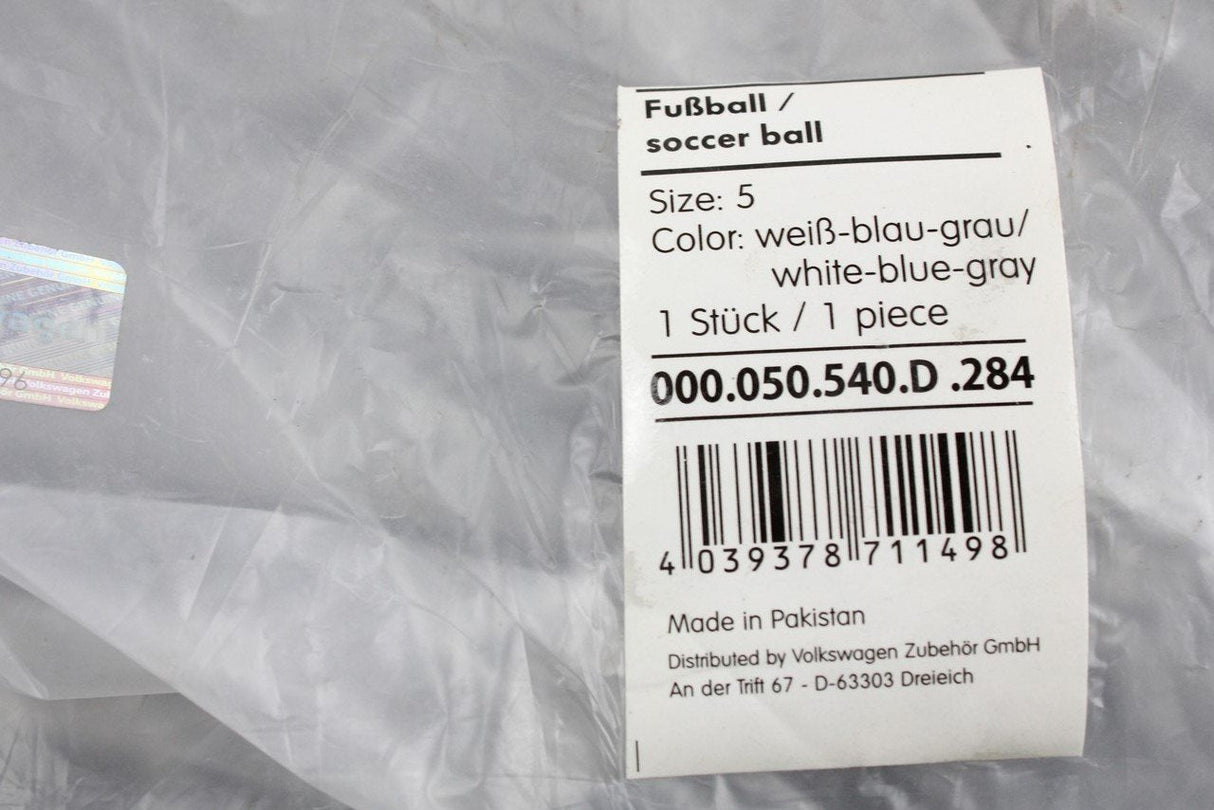 Fußball /
soccer ball
Size: 5
Color: weiß-blau-grau/
white-blue-gray
1 Stück / 1 piece
000.050.540.D .284
4 039378 711498
Made in Pakistan
Distributed by Volkswagen Zubehör GmbH
An der Trift 67 - D-63303 Dreieich
96